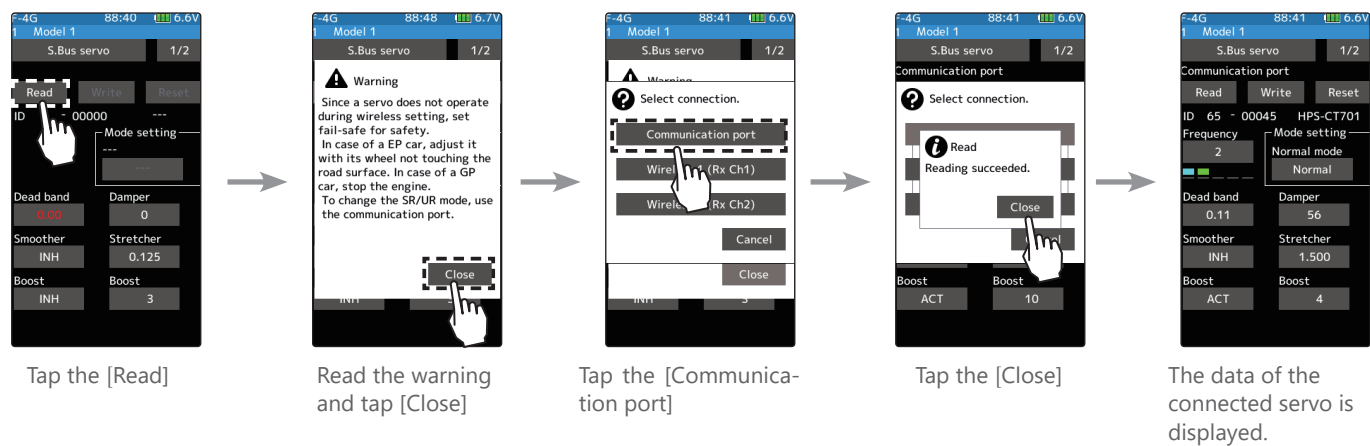 F-4G 88:40 6.6V
1 Model 1
S.Bus servo 1/2
Read Write Reset
ID - 00000 ---
Mode setting
---
---
Dead band Damper
0.00 0
Smoother Stretcher
INH 0.125
Boost Boost
INH 3
Tap the [Read]
F-4G 88:48 6.7V
1 Model 1
S.Bus servo 1/2
Warning
Since a servo does not operate
during wireless setting, set
fail-safe for safety.
In case of a EP car, adjust it
with its wheel not touching the
road surface. In case of a GP
car, stop the engine.
To change the SR/UR mode, use
the communication port.
Close
INH
Read the warning
and tap [Close]
F-4G 88:41 6.6V
1 Model 1
S.Bus servo 1/2
Warning
Select connection.
Communication port
(Rx Ch1)
(Rx Ch2)
Cancel
Close
INH 3
Tap the [Communica-
tion port]
F-4G 88:41 6.6V
1 Model 1
S.Bus servo 1/2
Communication port
Select connection.
Read
Reading succeeded.
Close
Boost Boost
ACT 10
Tap the [Close]
F-4G 88:41 6.6V
1 Model 1
S.Bus servo 1/2
Communication port
Read Write Reset
ID 65 - 00045 HPS-CT701
Frequency Mode setting
2 Normal mode
Normal
Dead band Damper
0.11 56
Smoother Stretcher
INH 1.500
Boost Boost
ACT 4
The data of the
connected servo is
displayed.